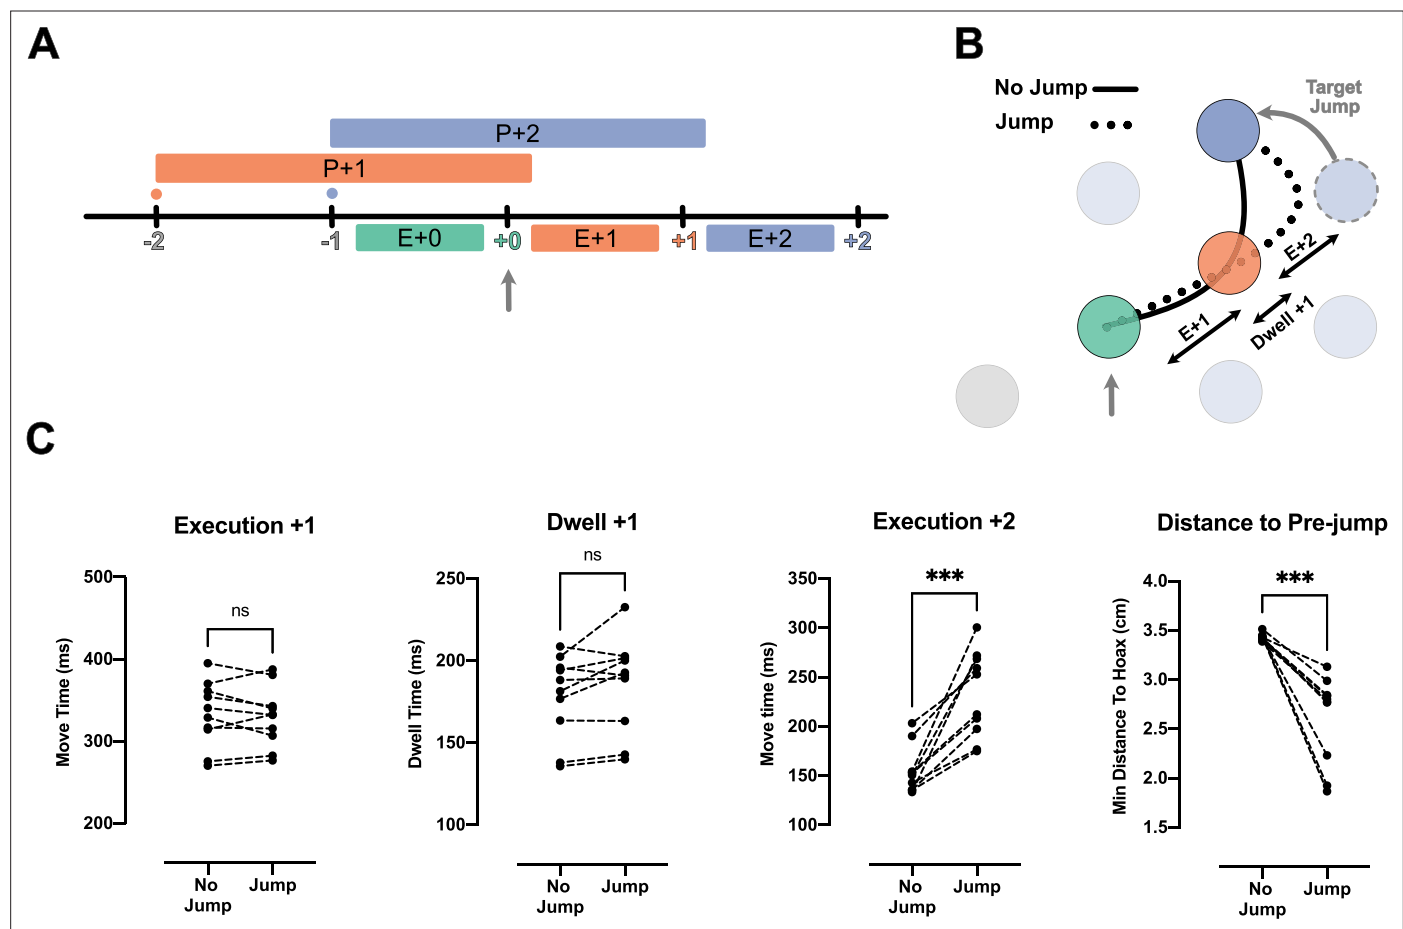 A
P+2
P+1
-2
-1
E+0
+0
E+1
+1
E+2
+2
B
No Jump
Jump
Target
Jump
E+2
Dwell +1
E+1
C
Execution +1
ns
Move Time (ms)
500
400
300
200
No
Jump
Jump
Dwell +1
ns
Dwell Time (ms)
250
200
150
100
No
Jump
Jump
Execution +2
***
Move time (ms)
350
300
250
200
150
100
No
Jump
Jump
Distance to Pre-jump
***
Min Distance To Hoax (cm)
4.0
3.5
3.0
2.5
2.0
1.5
No
Jump
Jump